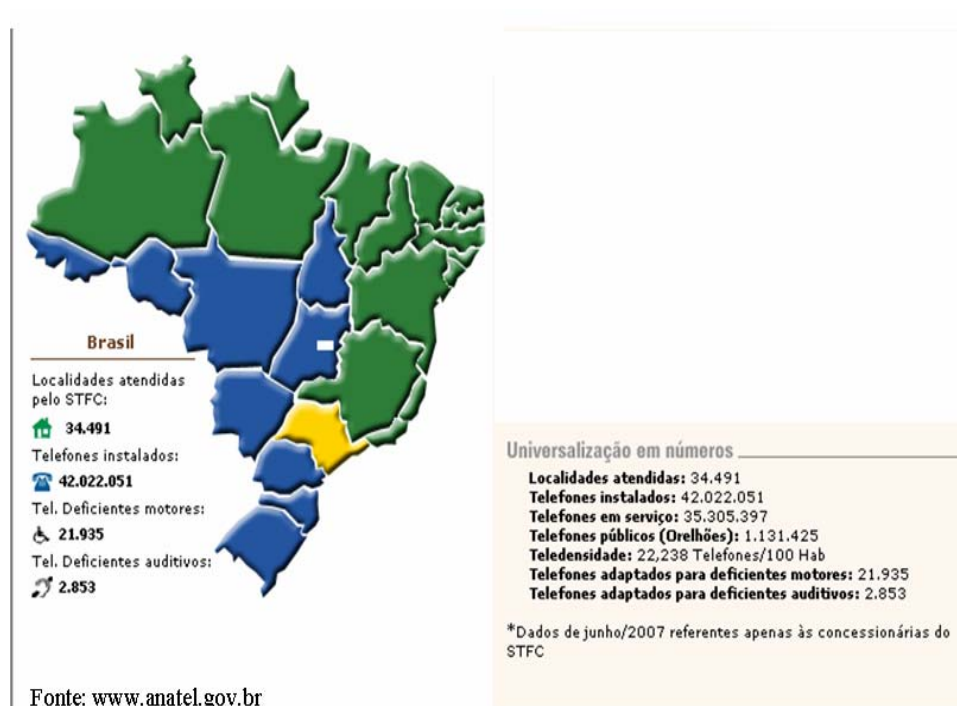 Brasil
Localidades atendidas
pelo STFC:
34.491
Telefones instalados:
42.022.051
Tel. Deficientes motores:
21.935
Tel. Deficientes auditivos:
2.853
Fonte: www.anatel.gov.br
Universalização em números
Localidades atendidas: 34.491
Telefones instalados: 42.022.051
Telefones em serviço: 35.305.397
Telefones públicos (Orelhões): 1.131.425
Teledensidade: 22,238 Telefones/100 Hab
Telefones adaptados para deficientes motores: 21.935
Telefones adaptados para deficientes auditivos: 2.853
*Dados de junho/2007 referentes apenas às concessionárias do
STFC